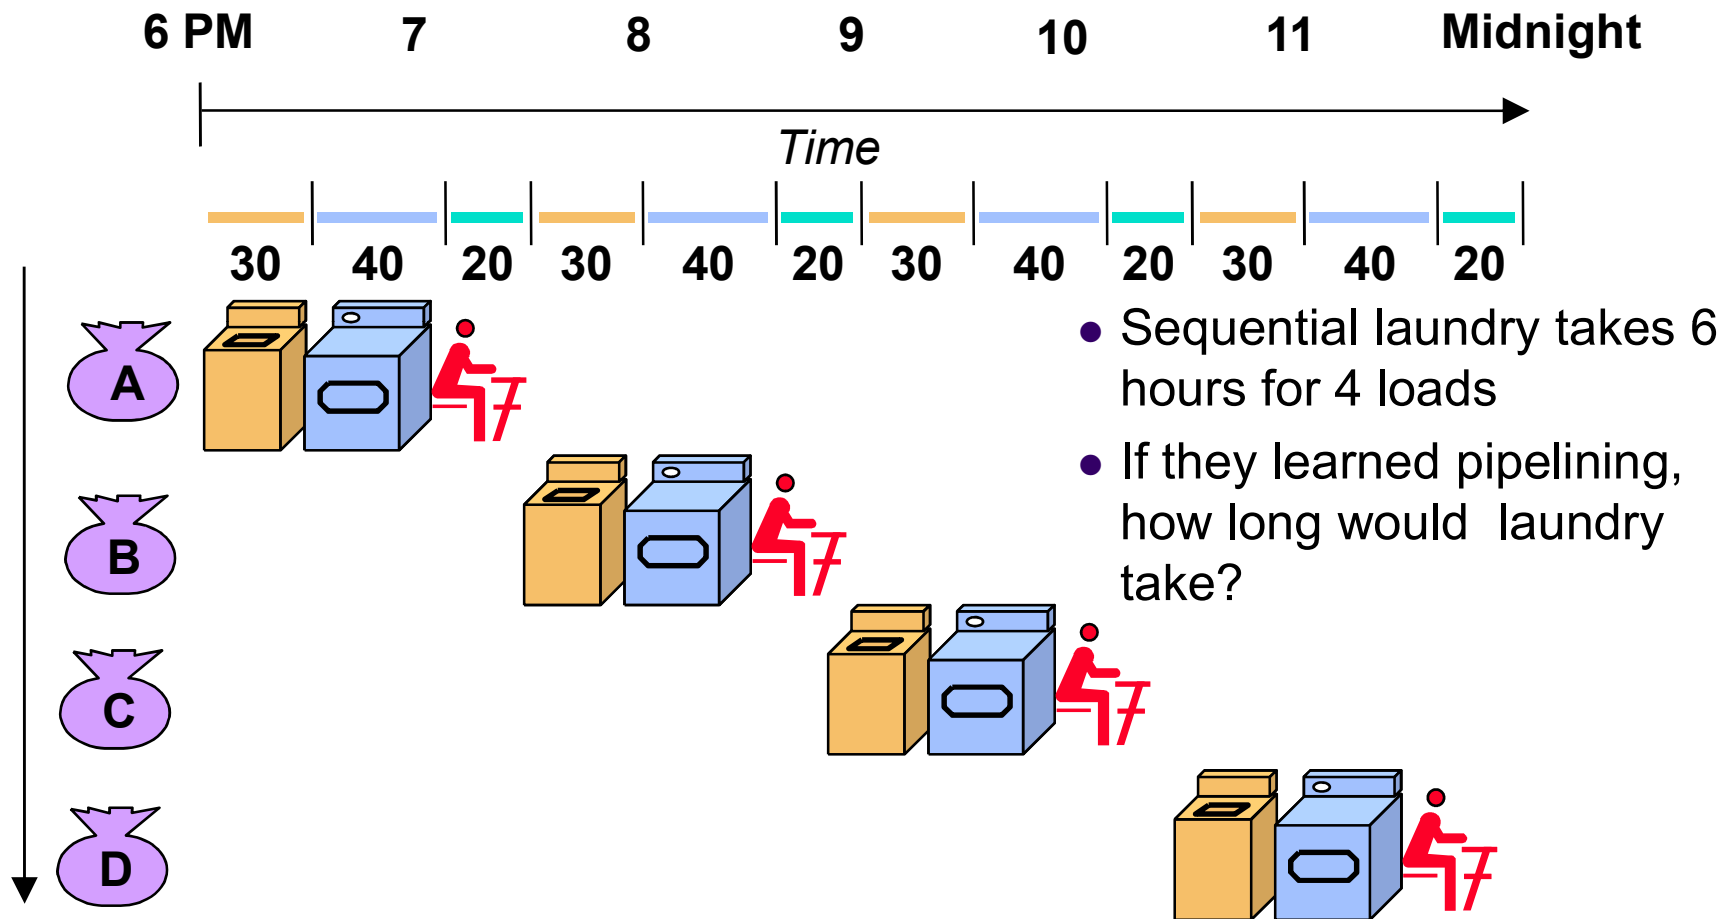 6 PM 7 8 9 10 11 Midnight
Time
30 40 20 30 40 20 30 40 20 30 40 20
A
B
C
D
• Sequential laundry takes 6
hours for 4 loads
• If they learned pipelining,
how long would laundry
take?